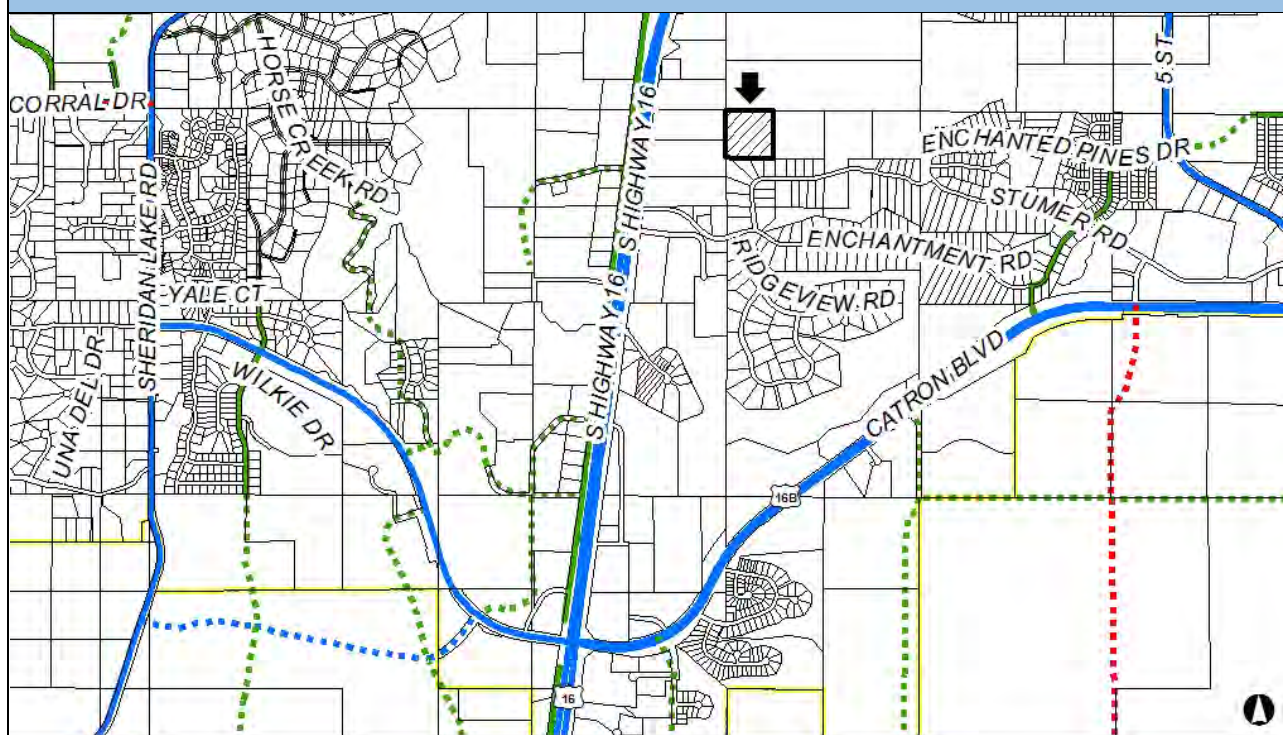 CORRAL DR
HORSE CREEK RD
SHERIDAN LAKE RD
YALE CT
UNA DEL DR
WILKIE DR
S HIGHWAY 16
S HIGHWAY 16
S HIGHWAY 16
5 ST
ENCHANTED PINES DR
STUMER RD
ENCHANTMENT RD
RIDGEVIEW RD
CATRON BLVD
16B
16